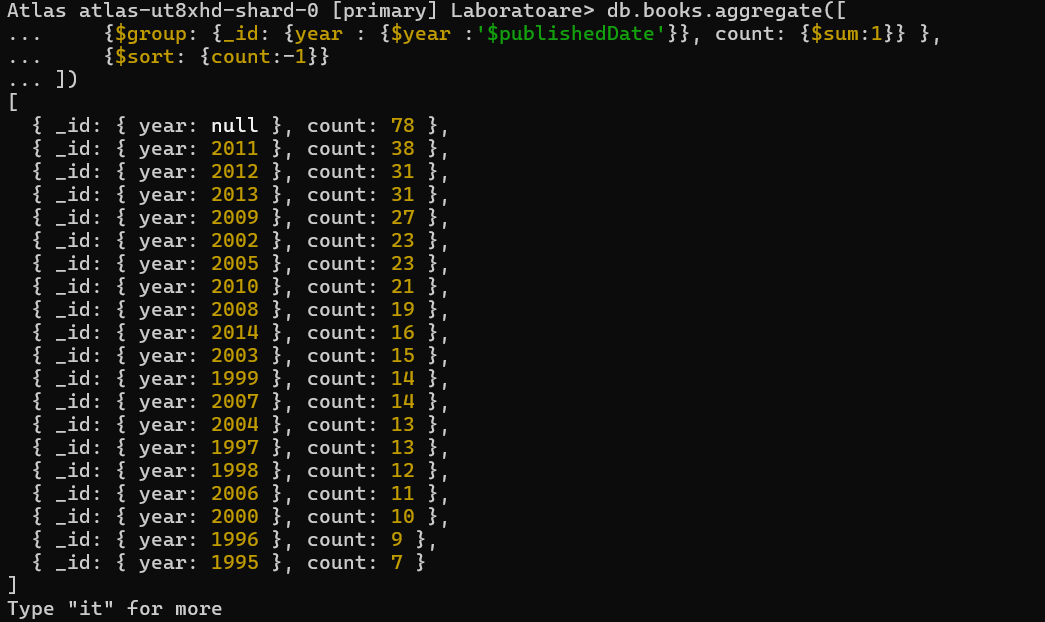 Atlas atlas-ut8xhd-shard-0 [primary] Laboratoare> db.books.aggregate([
...     {$group: {_id: {year : {$year :'$publishedDate'}}, count: {$sum:1}} },
...     {$sort: {count:-1}}
... ])
[
  { _id: { year: null }, count: 78 },
  { _id: { year: 2011 }, count: 38 },
  { _id: { year: 2012 }, count: 31 },
  { _id: { year: 2013 }, count: 31 },
  { _id: { year: 2009 }, count: 27 },
  { _id: { year: 2002 }, count: 23 },
  { _id: { year: 2005 }, count: 23 },
  { _id: { year: 2010 }, count: 21 },
  { _id: { year: 2008 }, count: 19 },
  { _id: { year: 2014 }, count: 16 },
  { _id: { year: 2003 }, count: 15 },
  { _id: { year: 1999 }, count: 14 },
  { _id: { year: 2007 }, count: 14 },
  { _id: { year: 2004 }, count: 13 },
  { _id: { year: 1997 }, count: 13 },
  { _id: { year: 1998 }, count: 12 },
  { _id: { year: 2006 }, count: 11 },
  { _id: { year: 2000 }, count: 10 },
  { _id: { year: 1996 }, count: 9 },
  { _id: { year: 1995 }, count: 7 }
]
Type "it" for more